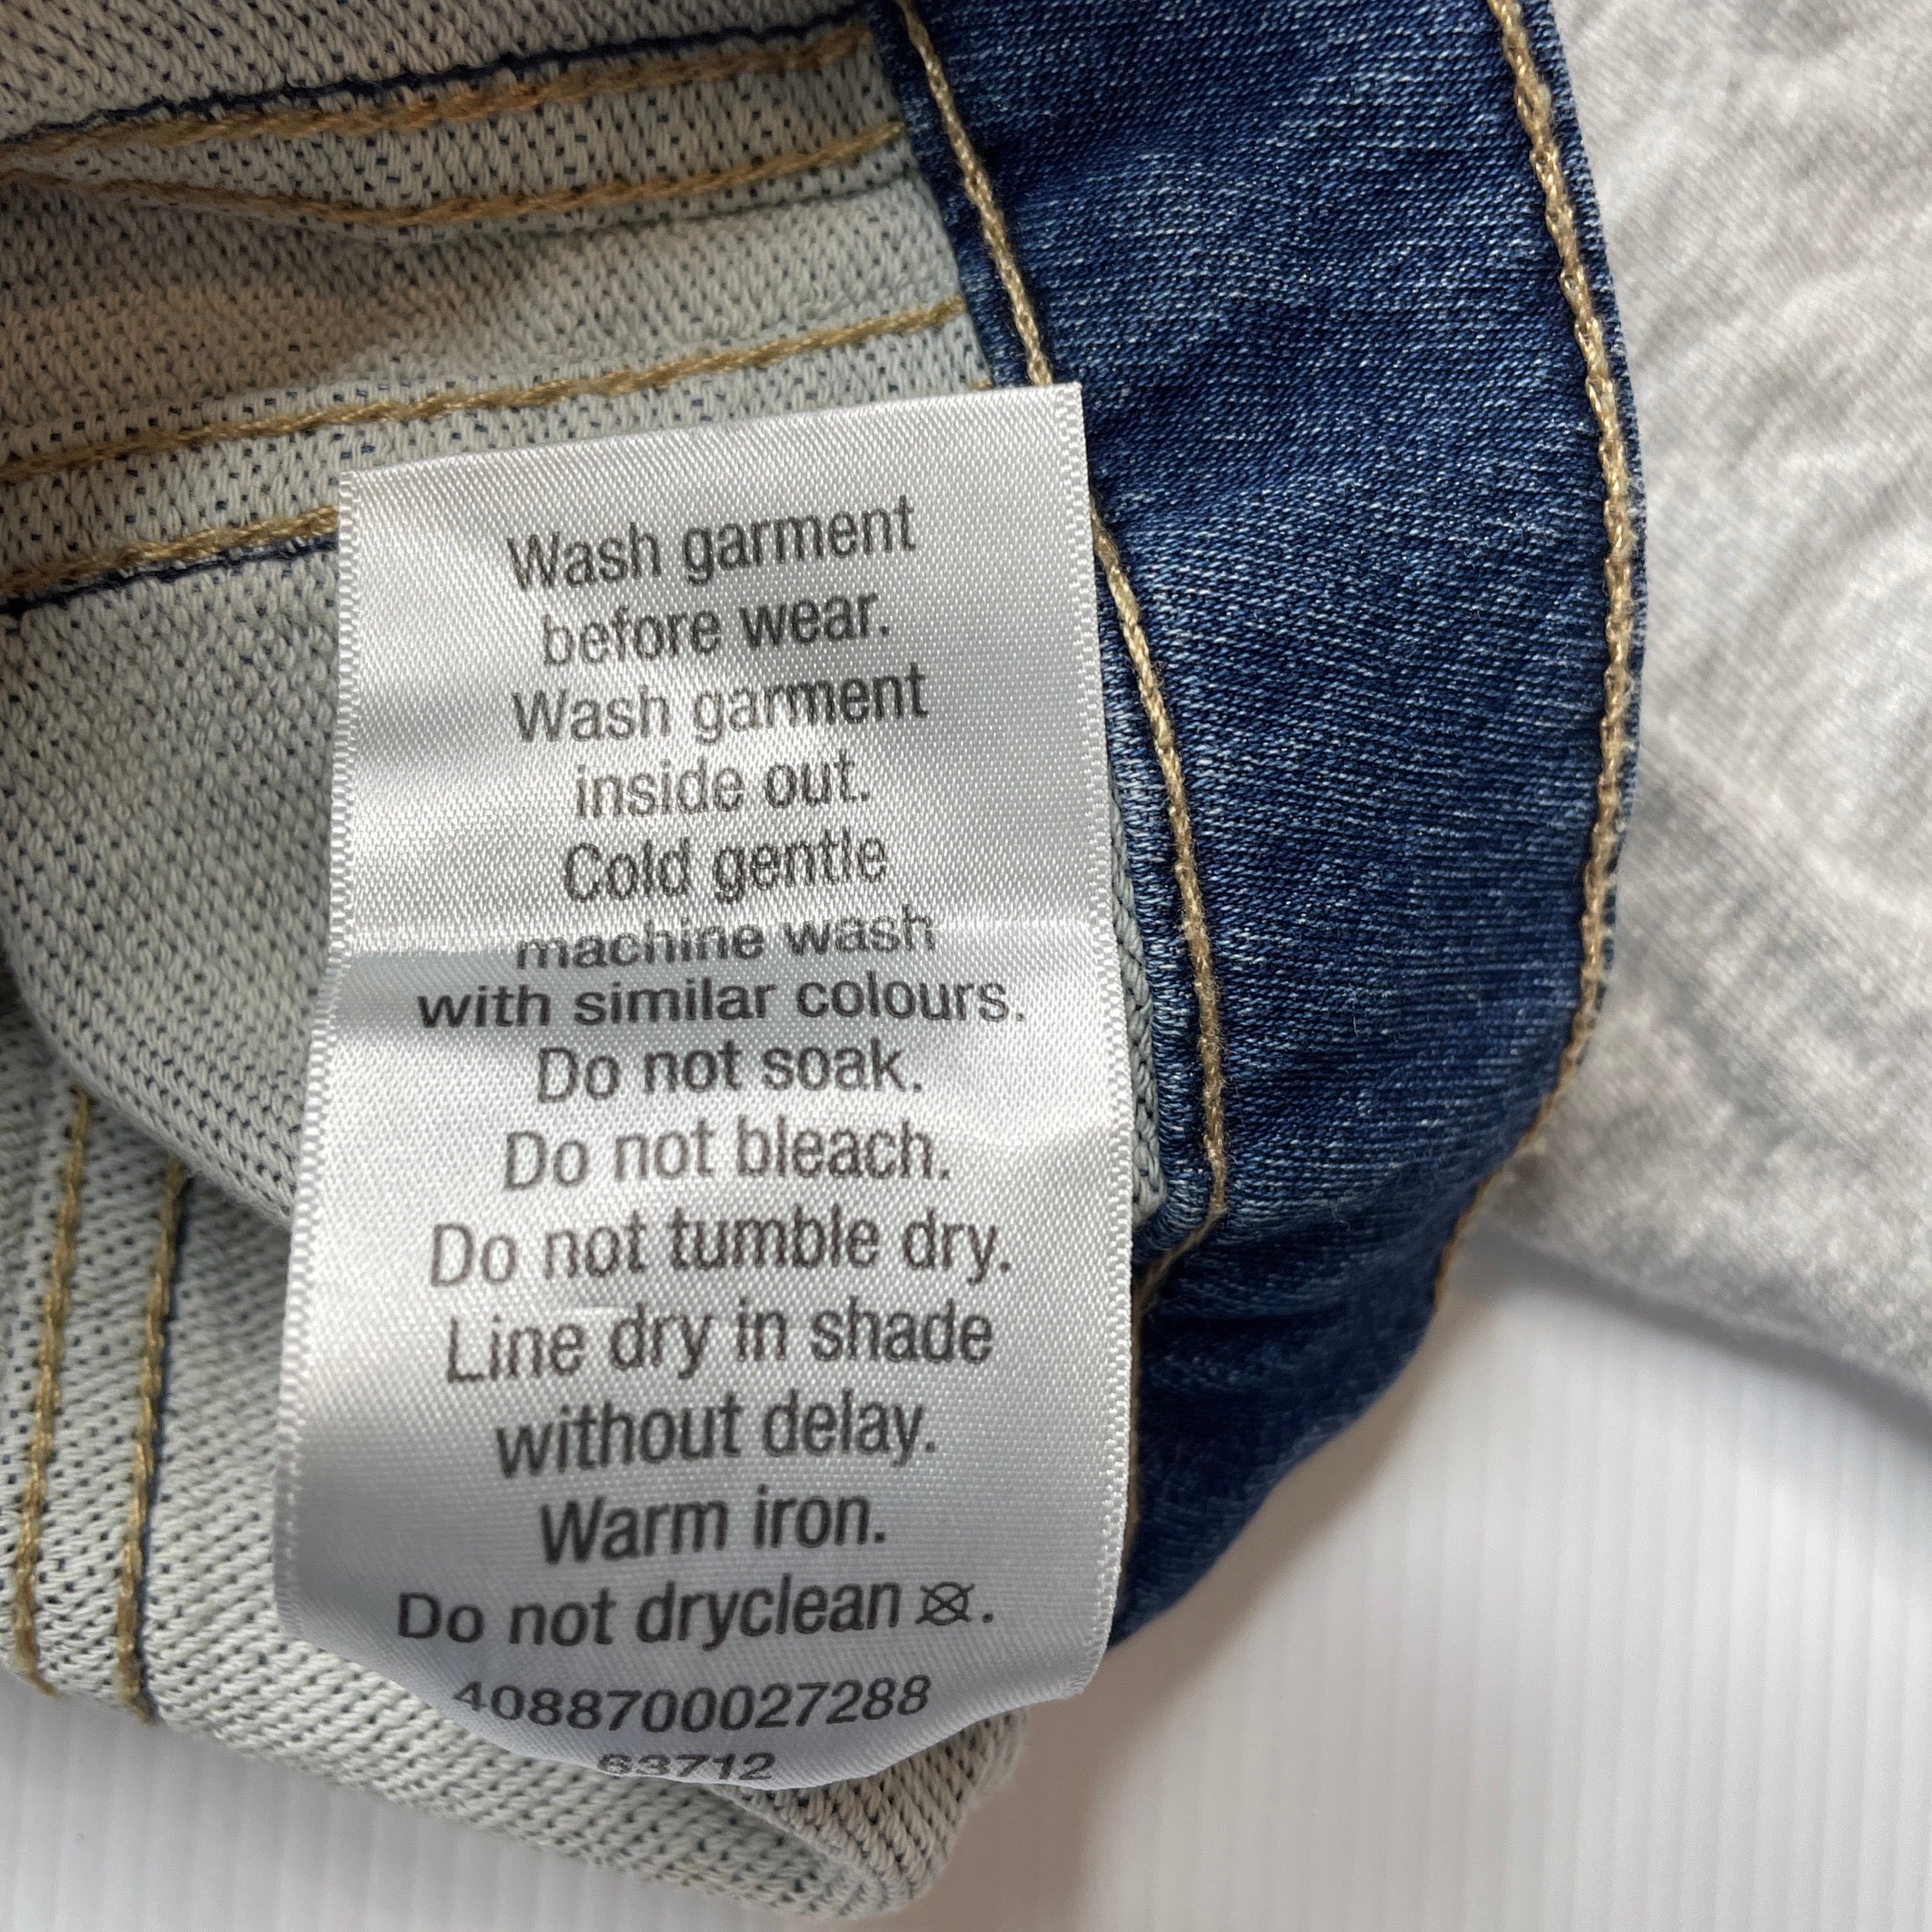 Wash garment
before wear.
Wash garment
inside out.
Cold gentle
machine wash
with similar colours.
Do not soak.
Do not bleach.
Do not tumble dry.
Line dry in shade
without delay.
Warm iron.
Do not dryclean.
4088700027288
63712